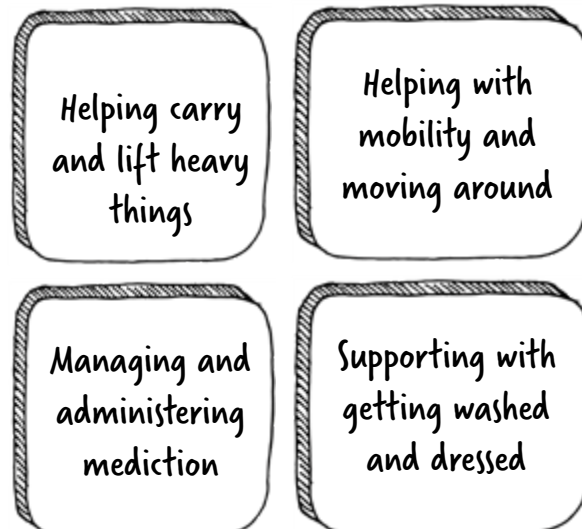 Helping carry
and lift heavy
things
Helping with
mobility and
moving around
Managing and
administering
mediction
Supporting with
getting washed
and dressed